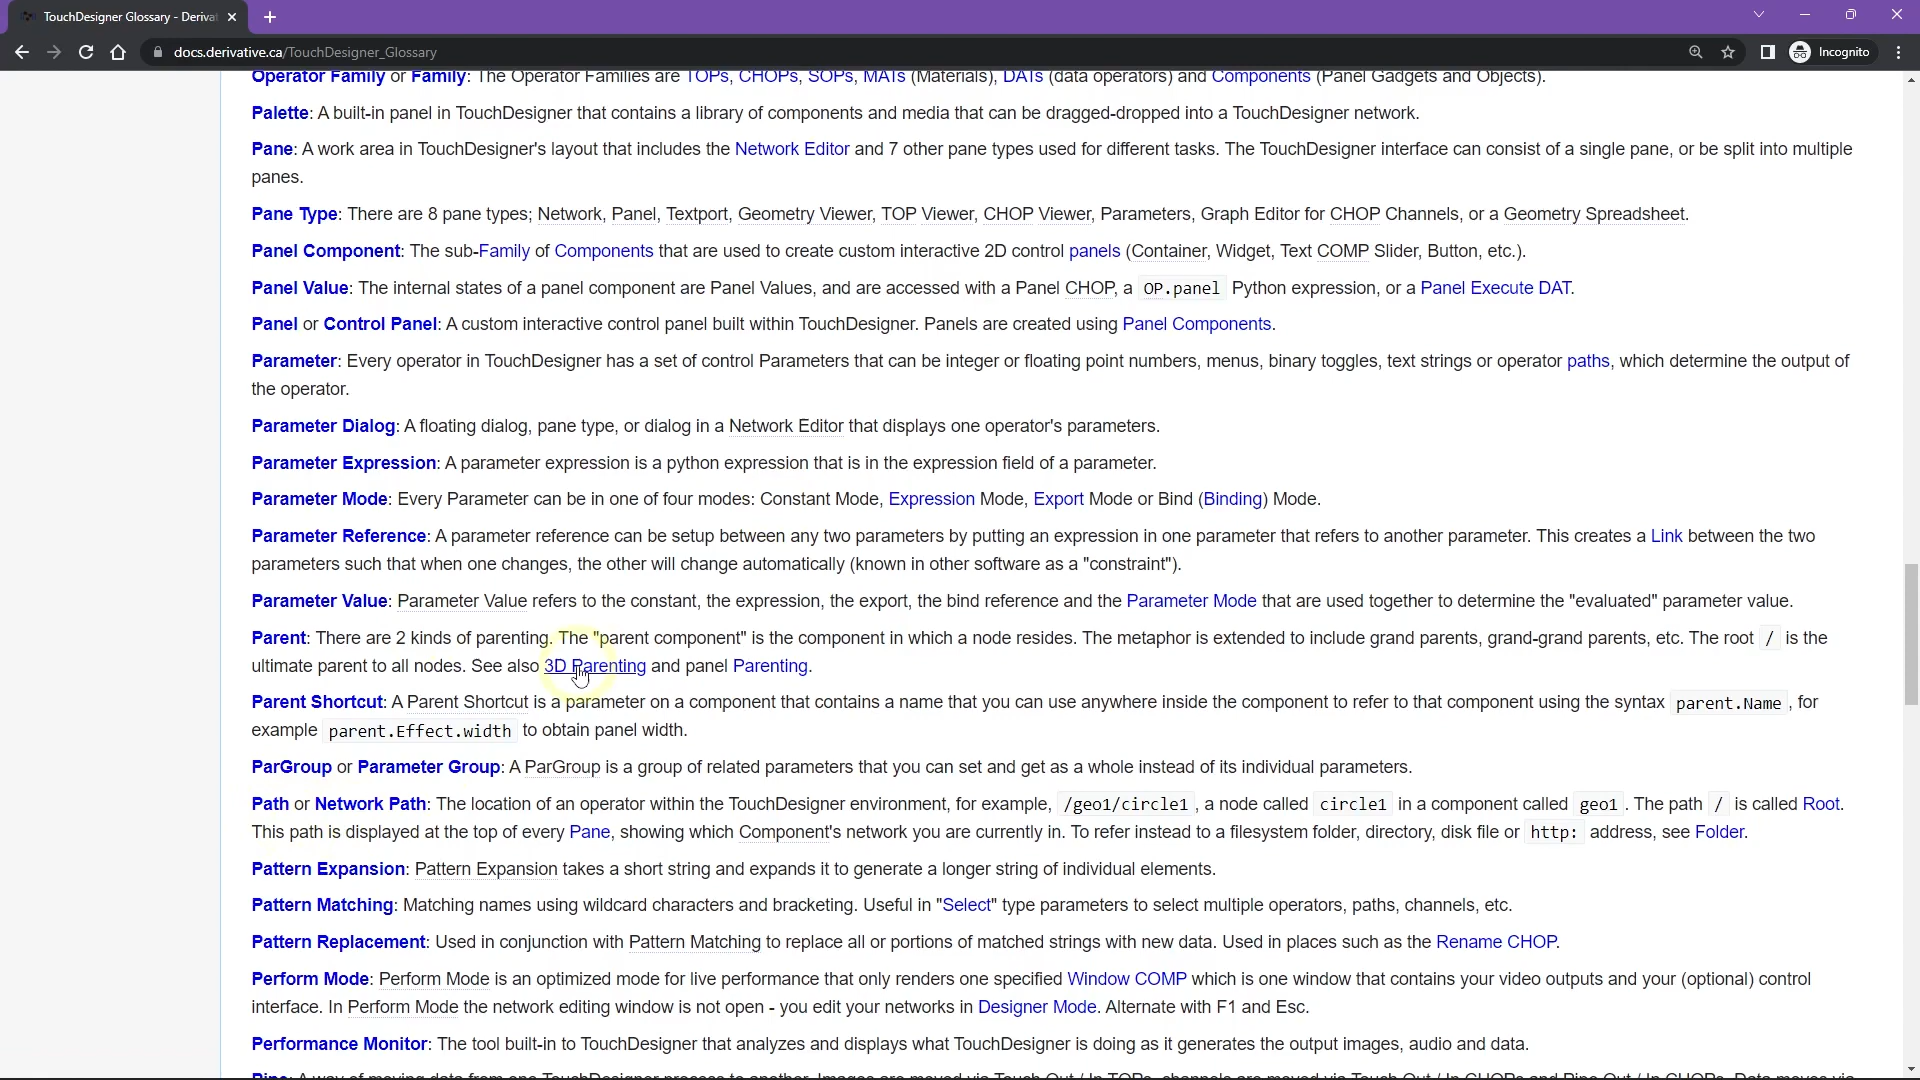 TouchDesigner Glossary - Deriva
docs.derivative.ca/TouchDesigner_Glossary
Incognito
Operator Family or Family: The Operator Families are TOPs, CHOPs, SOPs, MATs (Materials), DATs (data operators) and Components (Panel Gadgets and Objects).
Palette: A built-in panel in TouchDesigner that contains a library of components and media that can be dragged-dropped into a TouchDesigner network.
Pane: A work area in TouchDesigner's layout that includes the Network Editor and 7 other pane types used for different tasks. The TouchDesigner interface can consist of a single pane, or be split into multiple
panes.
Pane Type: There are 8 pane types; Network, Panel, Textport, Geometry Viewer, TOP Viewer, CHOP Viewer, Parameters, Graph Editor for CHOP Channels, or a Geometry Spreadsheet.
Panel Component: The sub-Family of Components that are used to create custom interactive 2D control panels (Container, Widget, Text COMP Slider, Button, etc.).
Panel Value: The internal states of a panel component are Panel Values, and are accessed with a Panel CHOP, a OP.panel Python expression, or a Panel Execute DAT.
Panel or Control Panel: A custom interactive control panel built within TouchDesigner. Panels are created using Panel Components.
Parameter: Every operator in TouchDesigner has a set of control Parameters that can be integer or floating point numbers, menus, binary toggles, text strings or operator paths, which determine the output of
the operator.
Parameter Dialog: A floating dialog, pane type, or dialog in a Network Editor that displays one operator's parameters.
Parameter Expression: A parameter expression is a python expression that is in the expression field of a parameter.
Parameter Mode: Every Parameter can be in one of four modes: Constant Mode, Expression Mode, Export Mode or Bind (Binding) Mode.
Parameter Reference: A parameter reference can be setup between any two parameters by putting an expression in one parameter that refers to another parameter. This creates a Link between the two
parameters such that when one changes, the other will change automatically (known in other software as a "constraint").
Parameter Value: Parameter Value refers to the constant, the expression, the export, the bind reference and the Parameter Mode that are used together to determine the "evaluated" parameter value.
Parent: There are 2 kinds of parenting. The "parent component" is the component in which a node resides. The metaphor is extended to include grand parents, grand-grand parents, etc. The root / is the
ultimate parent to all nodes. See also 3D Parenting and panel Parenting.
Parent Shortcut: A Parent Shortcut is a parameter on a component that contains a name that you can use anywhere inside the component to refer to that component using the syntax parent.Name , for
example parent.Effect.width to obtain panel width.
ParGroup or Parameter Group: A ParGroup is a group of related parameters that you can set and get as a whole instead of its individual parameters.
Path or Network Path: The location of an operator within the TouchDesigner environment, for example, /geo1/circle1 , a node called circle1 in a component called geo1 . The path / is called Root.
This path is displayed at the top of every Pane, showing which Component's network you are currently in. To refer instead to a filesystem folder, directory, disk file or http: address, see Folder.
Pattern Expansion: Pattern Expansion takes a short string and expands it to generate a longer string of individual elements.
Pattern Matching: Matching names using wildcard characters and bracketing. Useful in "Select" type parameters to select multiple operators, paths, channels, etc.
Pattern Replacement: Used in conjunction with Pattern Matching to replace all or portions of matched strings with new data. Used in places such as the Rename CHOP.
Perform Mode: Perform Mode is an optimized mode for live performance that only renders one specified Window COMP which is one window that contains your video outputs and your (optional) control
interface. In Perform Mode the network editing window is not open - you edit your networks in Designer Mode. Alternate with F1 and Esc.
Performance Monitor: The tool built-in to TouchDesigner that analyzes and displays what TouchDesigner is doing as it generates the output images, audio and data.